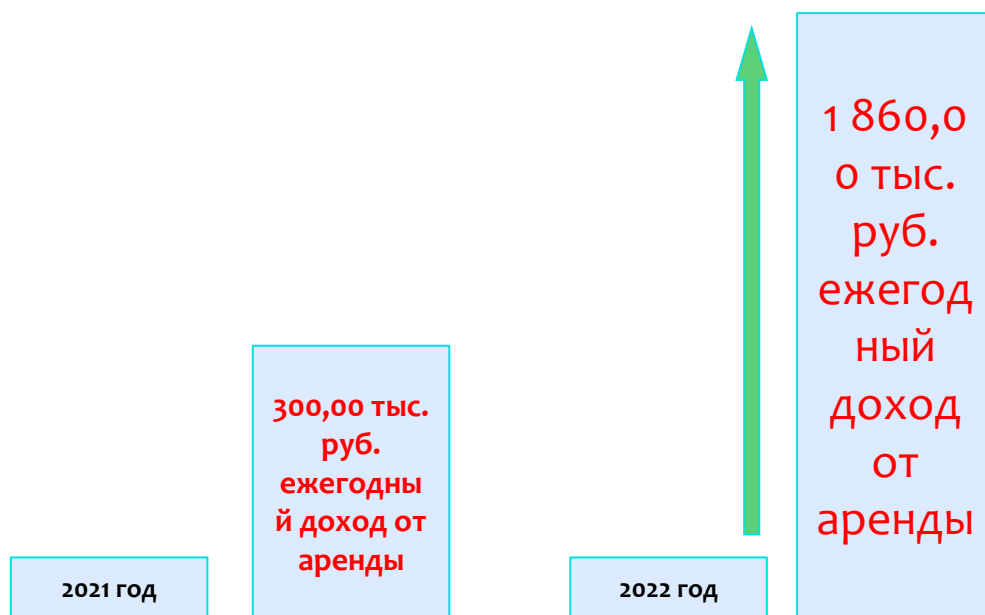 2021 год
300,00 тыс.
руб.
ежегодны
й доход от
аренды
2022 год
1 860,0
0 тыс.
руб.
ежегод
ный
доход
от
аренды